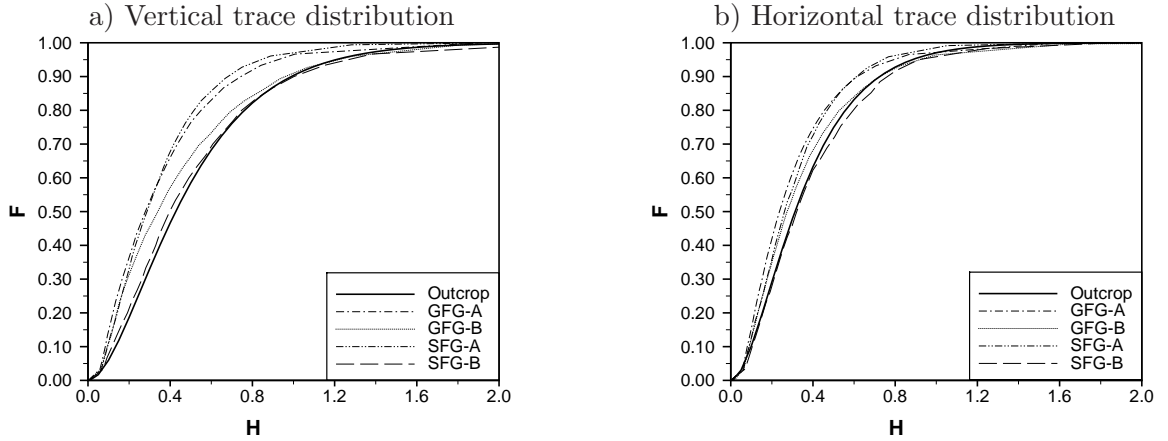 a) Vertical trace distribution
F
1.00
0.90
0.80
0.70
0.60
0.50
0.40
0.30
0.20
0.10
0.00
0.0 0.4 0.8 1.2 1.6 2.0
H
Outcrop
GFG-A
GFG-B
SFG-A
SFG-B
b) Horizontal trace distribution
F
1.00
0.90
0.80
0.70
0.60
0.50
0.40
0.30
0.20
0.10
0.00
0.0 0.4 0.8 1.2 1.6 2.0
H
Outcrop
GFG-A
GFG-B
SFG-A
SFG-B